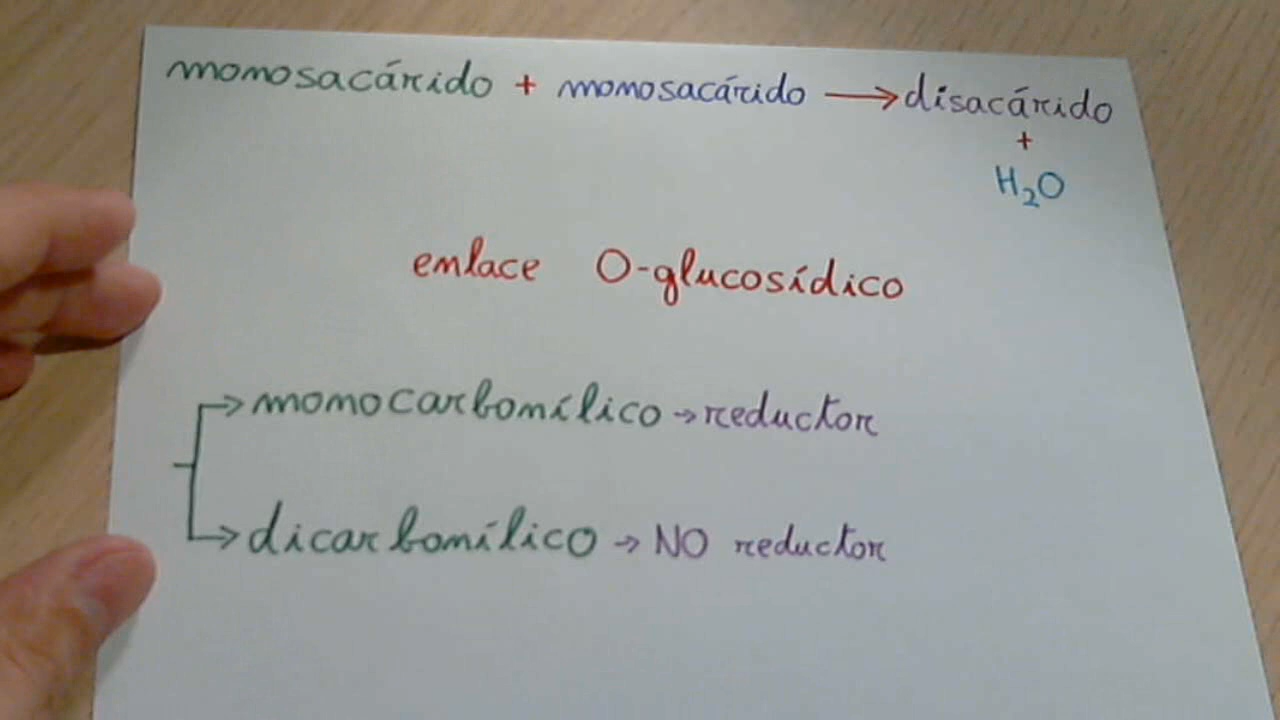 monosacárido + monosacárido → disacárido
+
H₂O
enlace O-glucosídico
→ monocarbonílico → reductor
→ dicarbonílico → NO reductor